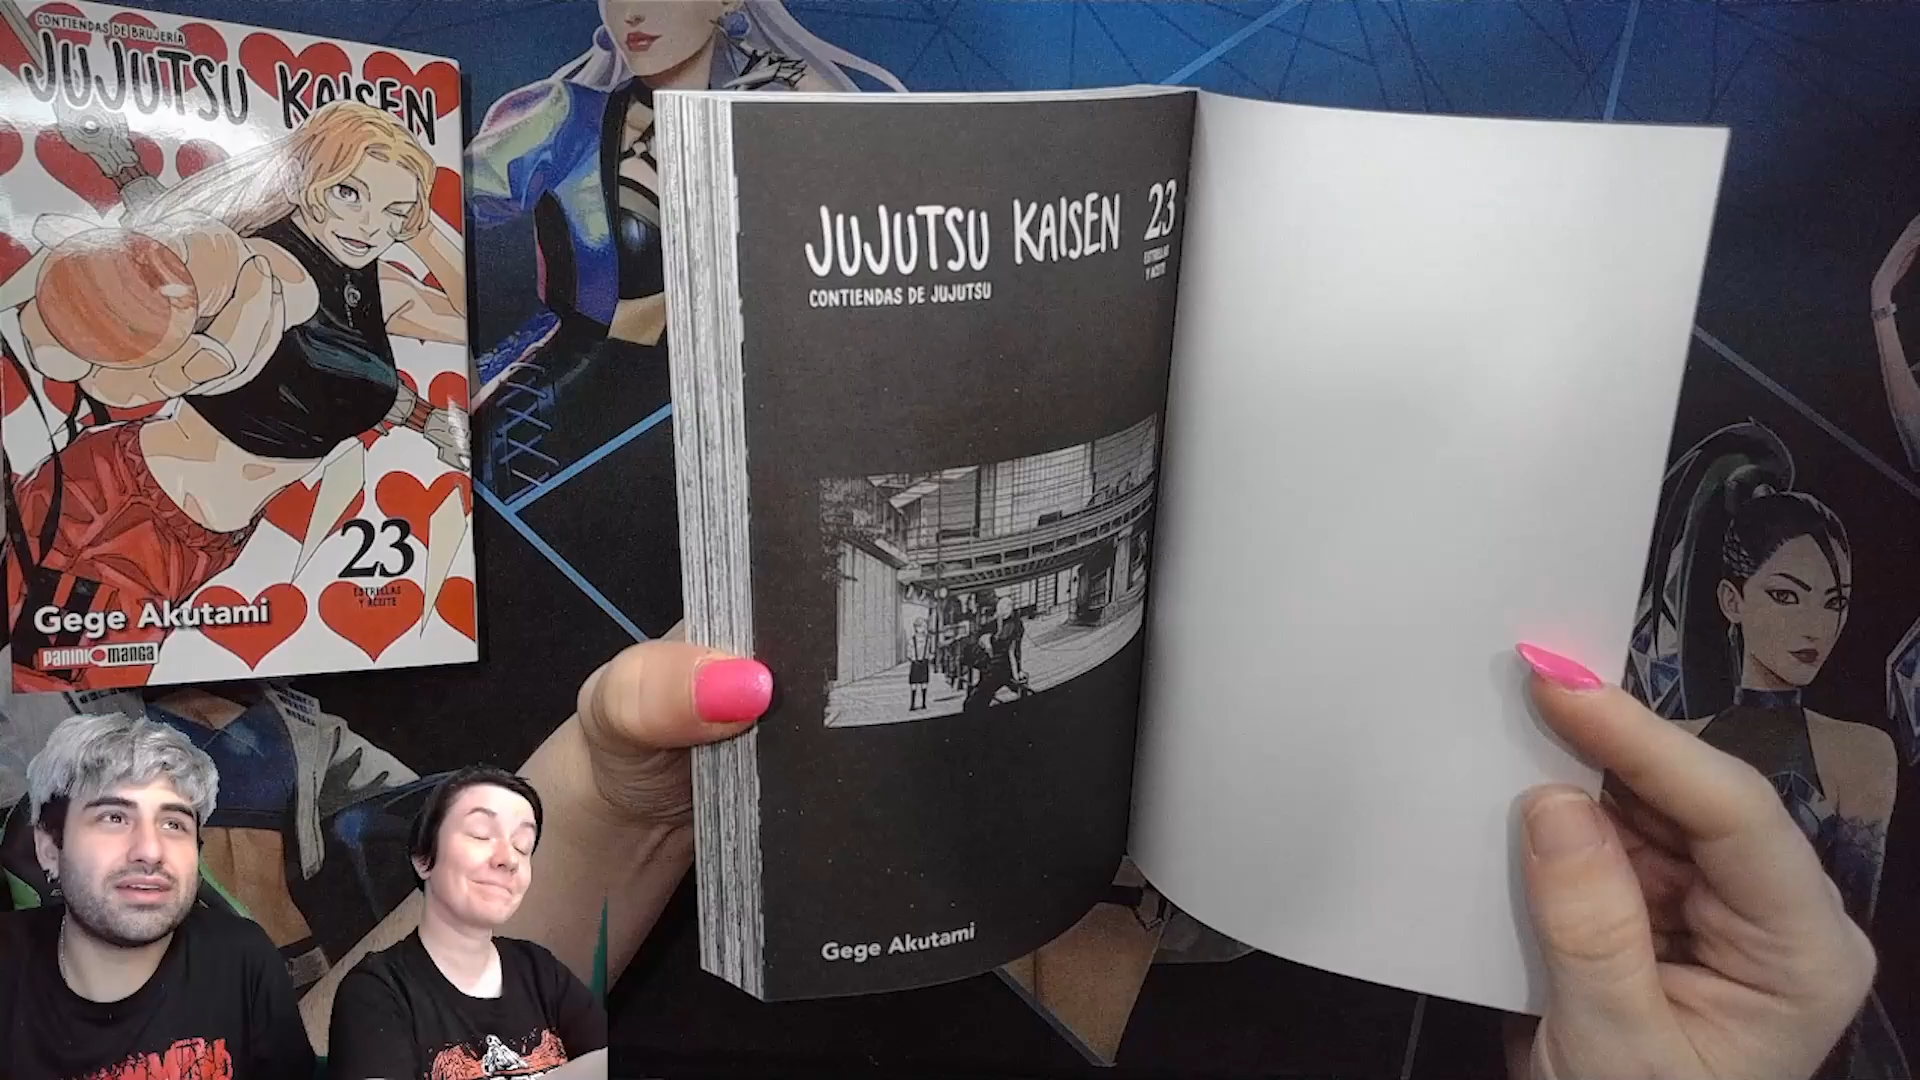 CONTIENDAS DE BRUJERÍA
JUJUTSU KAISEN
23
ESTRELLAS
Y ACEITE
Gege Akutami
PANINI MANGA
JUJUTSU KAISEN 23
CONTIENDAS DE JUJUTSU
ESTRELLAS
Y ACEITE
Gege Akutami